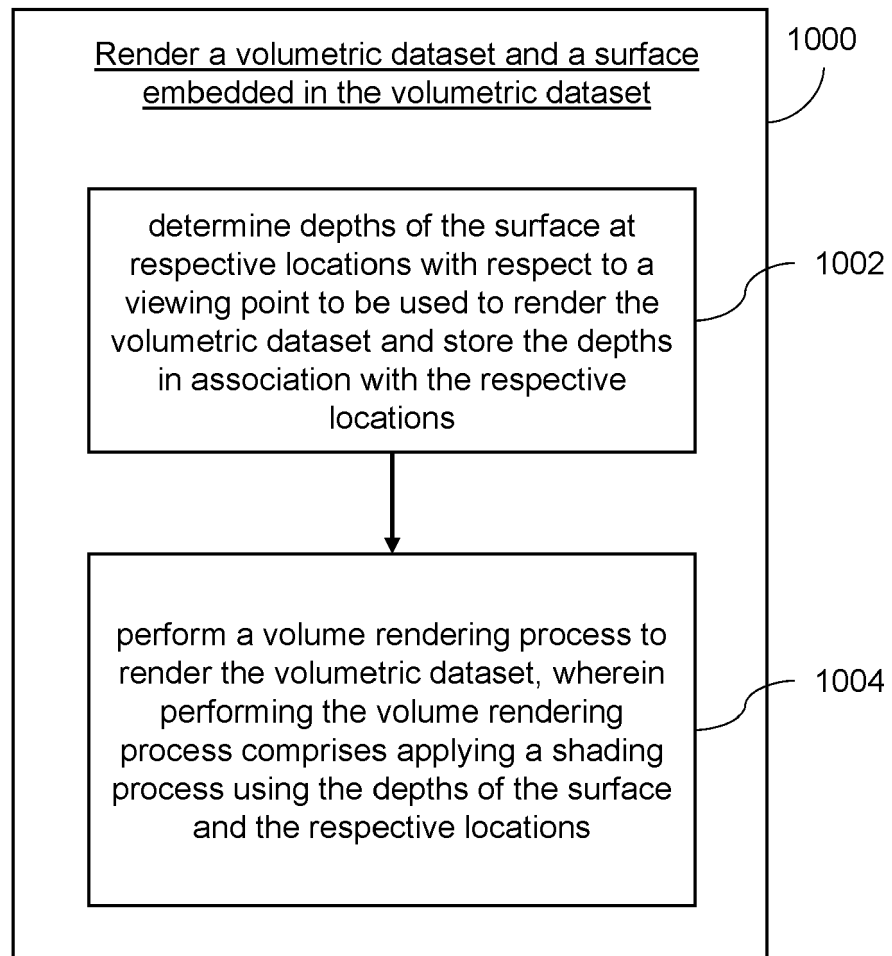 Render a volumetric dataset and a surface
embedded in the volumetric dataset
1000
determine depths of the surface at
respective locations with respect to a
viewing point to be used to render the
volumetric dataset and store the depths
in association with the respective
locations
1002
perform a volume rendering process to
render the volumetric dataset, wherein
performing the volume rendering
process comprises applying a shading
process using the depths of the surface
and the respective locations
1004